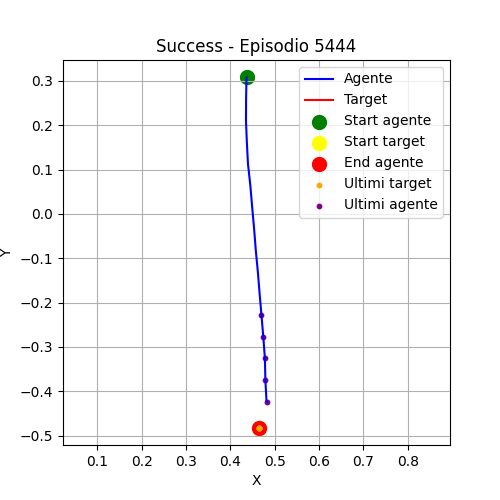 Success - Episodio 5444
Agente
Target
Start agente
Start target
End agente
Ultimi target
Ultimi agente
0.3
0.2
0.1
0.0
−0.1
−0.2
−0.3
−0.4
−0.5
Y
0.1 0.2 0.3 0.4 0.5 0.6 0.7 0.8
X